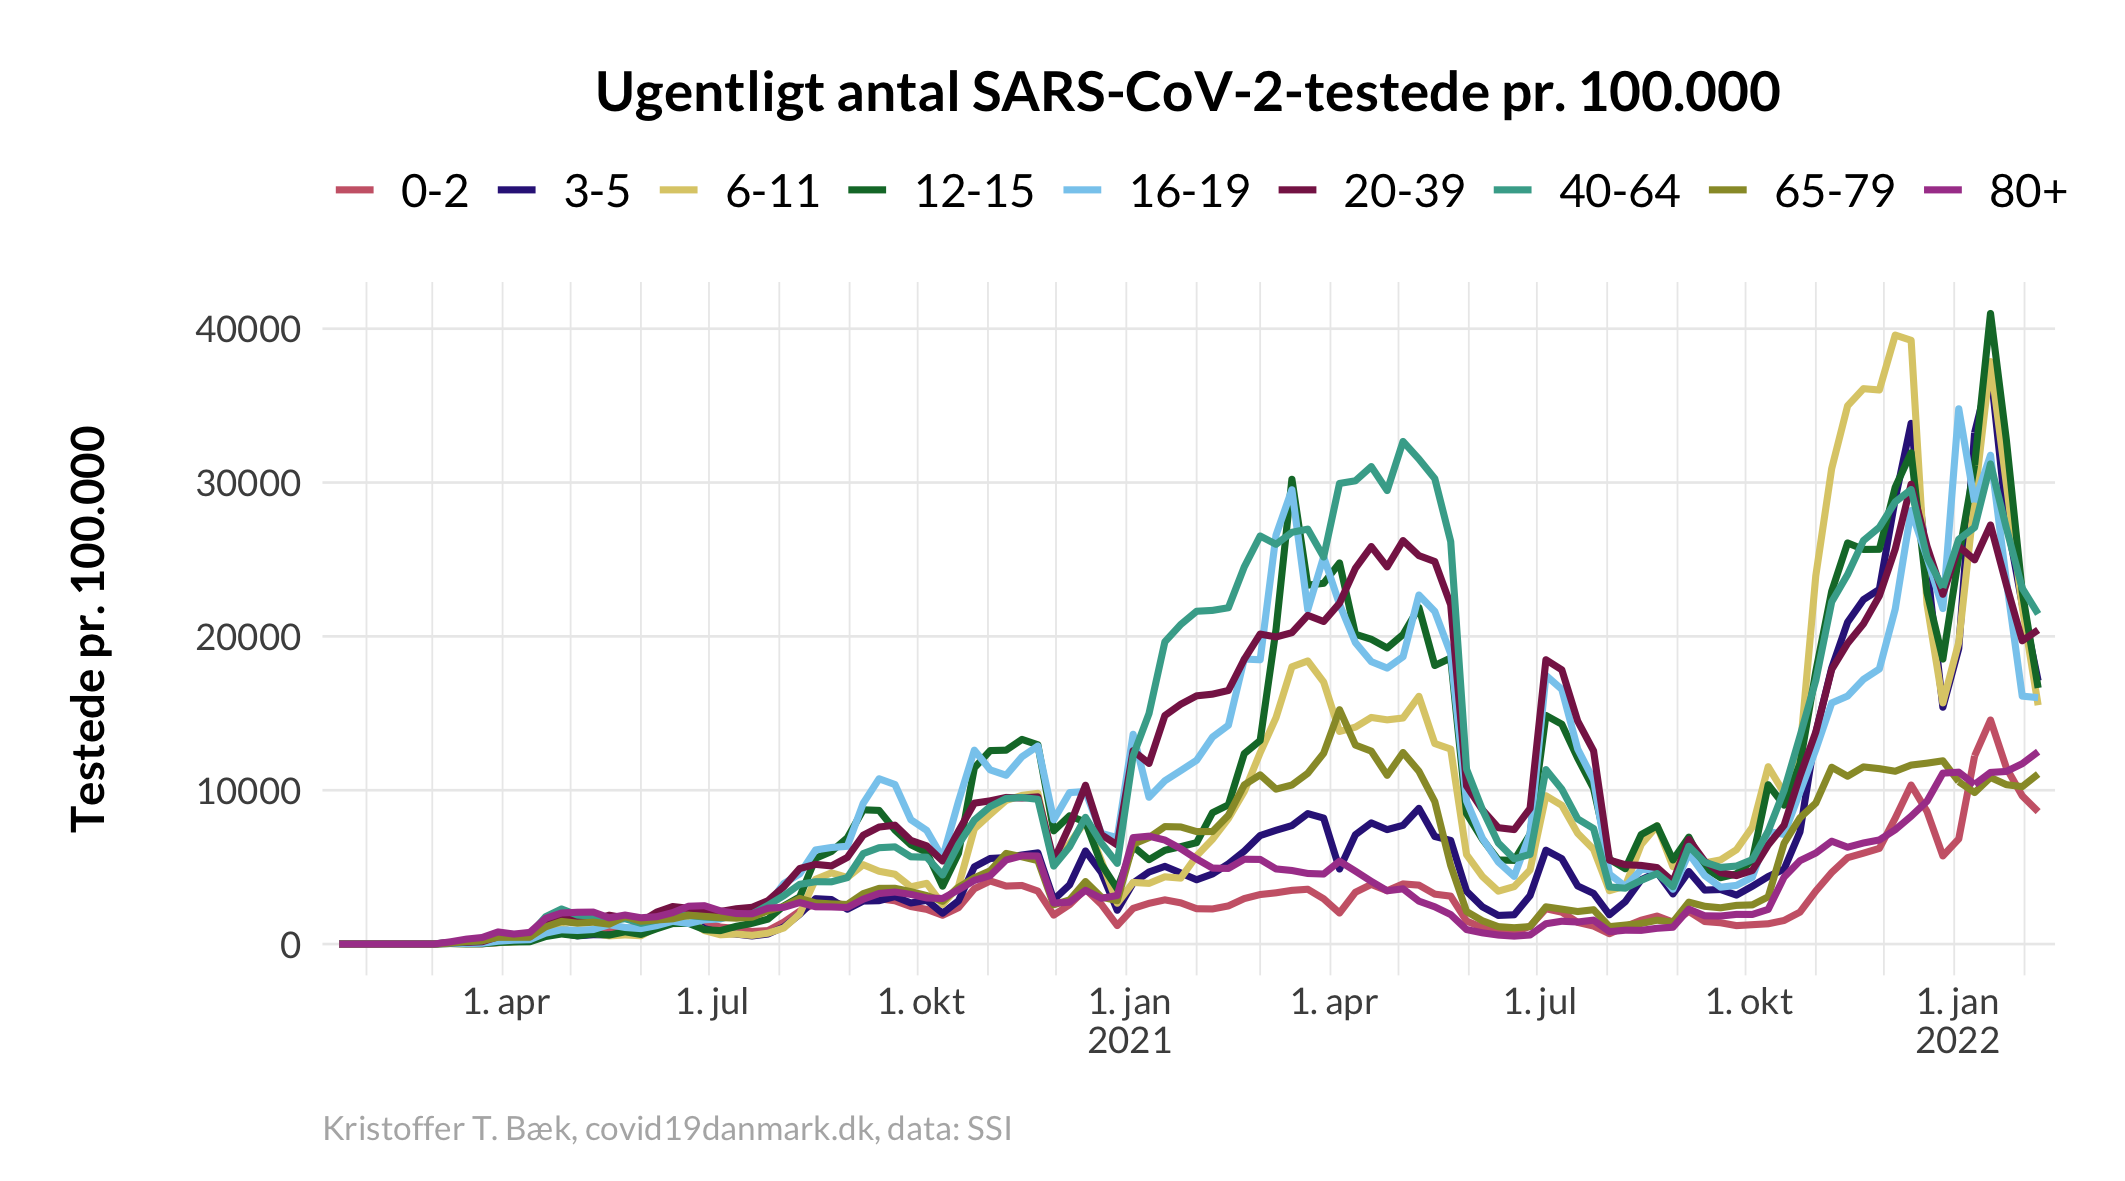 Ugentligt antal SARS-CoV-2-testede pr. 100.000
0-2 3-5 6-11 12-15 16-19 20-39 40-64 65-79 80+
Testede pr. 100.000
40000
30000
20000
10000
0
1. apr 1. jul 1. okt 1. jan 1. apr 1. jul 1. okt 1. jan
2021 2022
Kristoffer T. Bæk, covid19danmark.dk, data: SSI